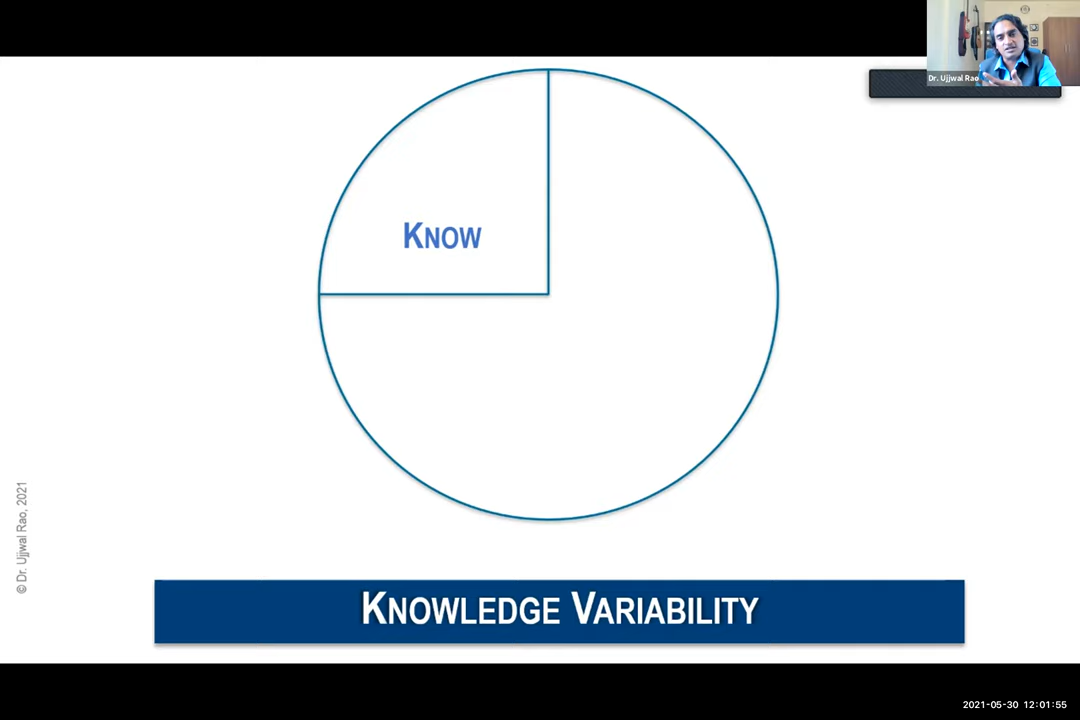 Dr. Ujjwal Rao
KNOW
© Dr. Ujjwal Rao, 2021
KNOWLEDGE VARIABILITY
2021-05-30 12:01:55